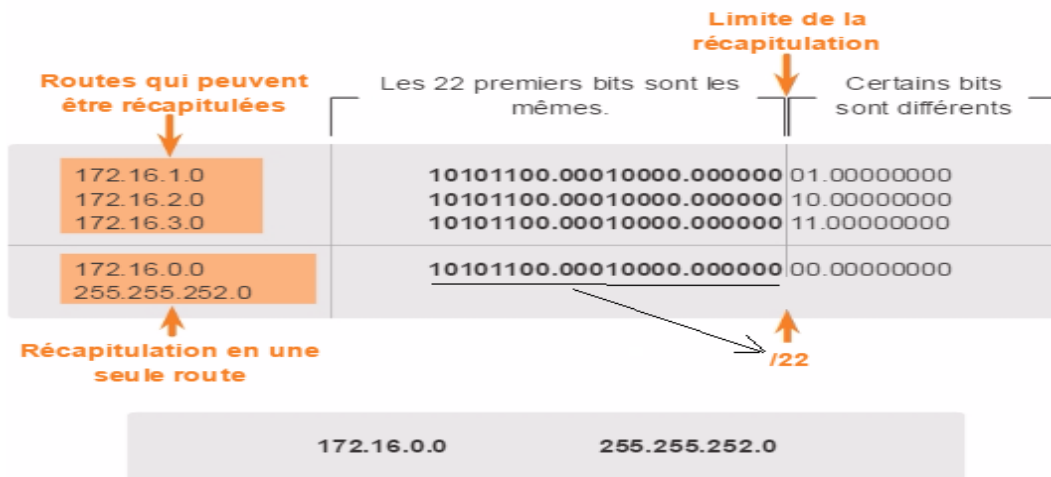 Limite de la
récapitulation
Routes qui peuvent
être récapitulées
Les 22 premiers bits sont les
mêmes.
Certains bits
sont différents
172.16.1.0 10101100.00010000.000000 01.00000000
172.16.2.0 10101100.00010000.000000 10.00000000
172.16.3.0 10101100.00010000.000000 11.00000000
172.16.0.0 10101100.00010000.000000 00.00000000
255.255.252.0
Récapitulation en une
seule route
/22
172.16.0.0 255.255.252.0